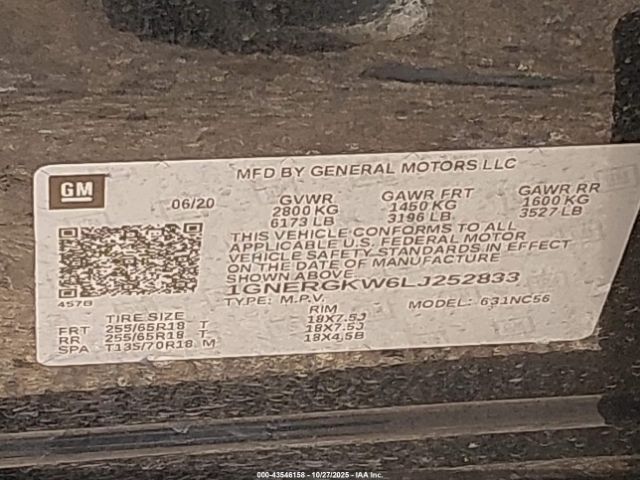 MFD BY GENERAL MOTORS LLC
GM
06/20 GVWR GAWR FRT GAWR RR
2800 KG 1450 KG 1600 KG
6173 LB 3196 LB 3527 LB
THIS VEHICLE CONFORMS TO ALL
APPLICABLE U.S. FEDERAL MOTOR
VEHICLE SAFETY STANDARDS IN EFFECT
ON THE DATE OF MANUFACTURE
SHOWN ABOVE.
1GNERGKW6LJ252833
457B
TYPE: M.P.V. MODEL: 631NC56
TIRE SIZE RIM
FRT 255/65R18 T 18X7.5J
RR 255/65R18 T 18X7.5J
SPA T135/70R18 M 18X4.5B
000-43546158 - 10/27/2025 - IAA Inc.